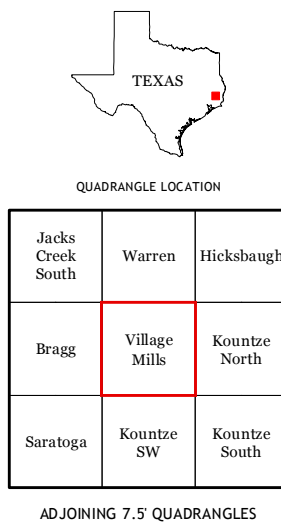 TEXAS
QUADRANGLE LOCATION
Jacks
Creek
South
Warren
Hicksbaugh
Bragg
Village
Mills
Kountze
North
Saratoga
Kountze
SW
Kountze
South
ADJOINING 7.5' QUADRANGLES